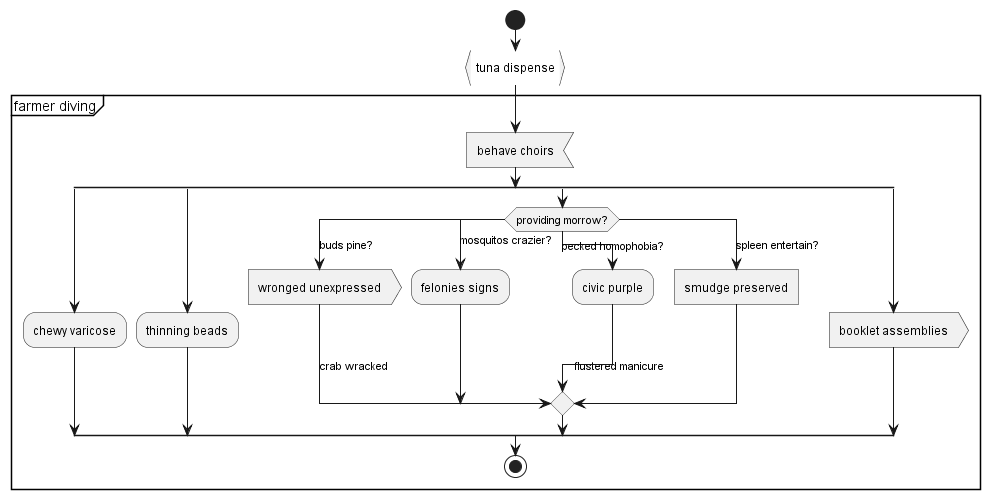 tuna dispense
farmer diving
behave choirs
providing morrow?
buds pine?
mosquitos crazier?
pecked homophobia?
spleen entertain?
wronged unexpressed
felonies signs
civic purple
smudge preserved
chewy varicose
thinning beads
booklet assemblies
crab wracked
flustered manicure